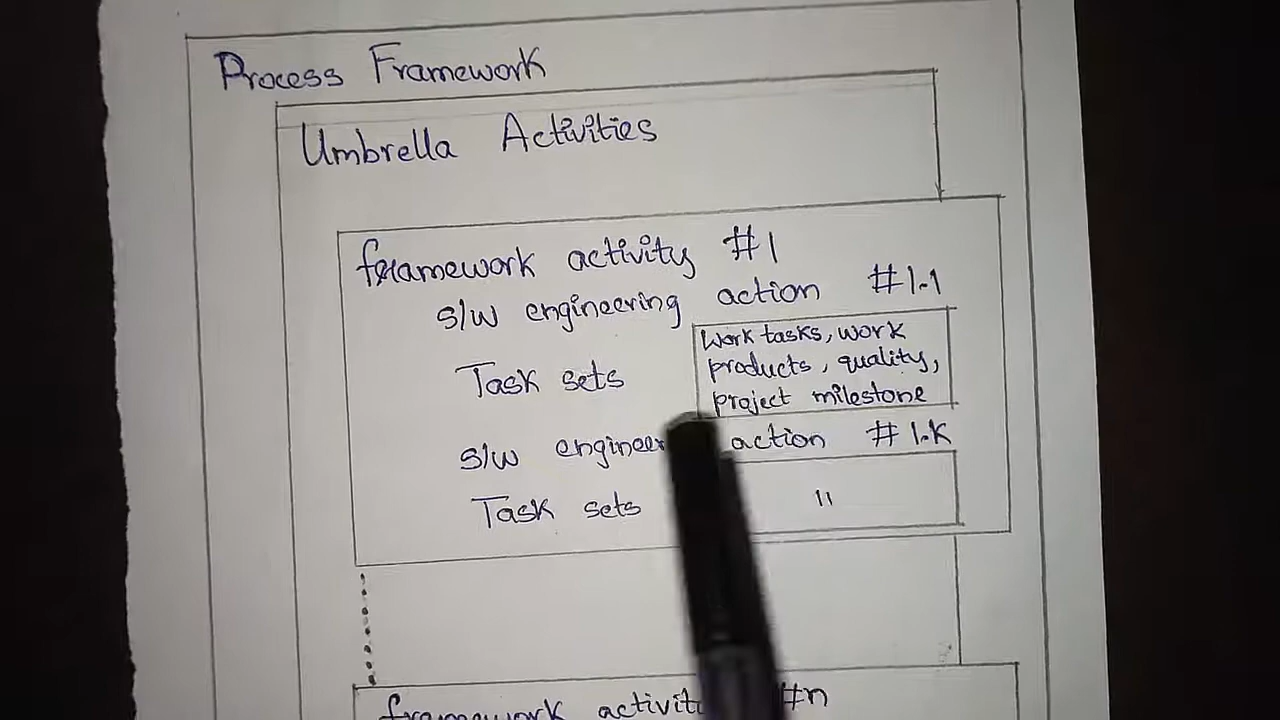 Process Framework
Umbrella Activities
framework activity #1
s/w engineering action #1.1
Task sets
Work tasks, work
products, quality,
project milestone
s/w engineer action #1.k
Task sets
"
framework activit #n